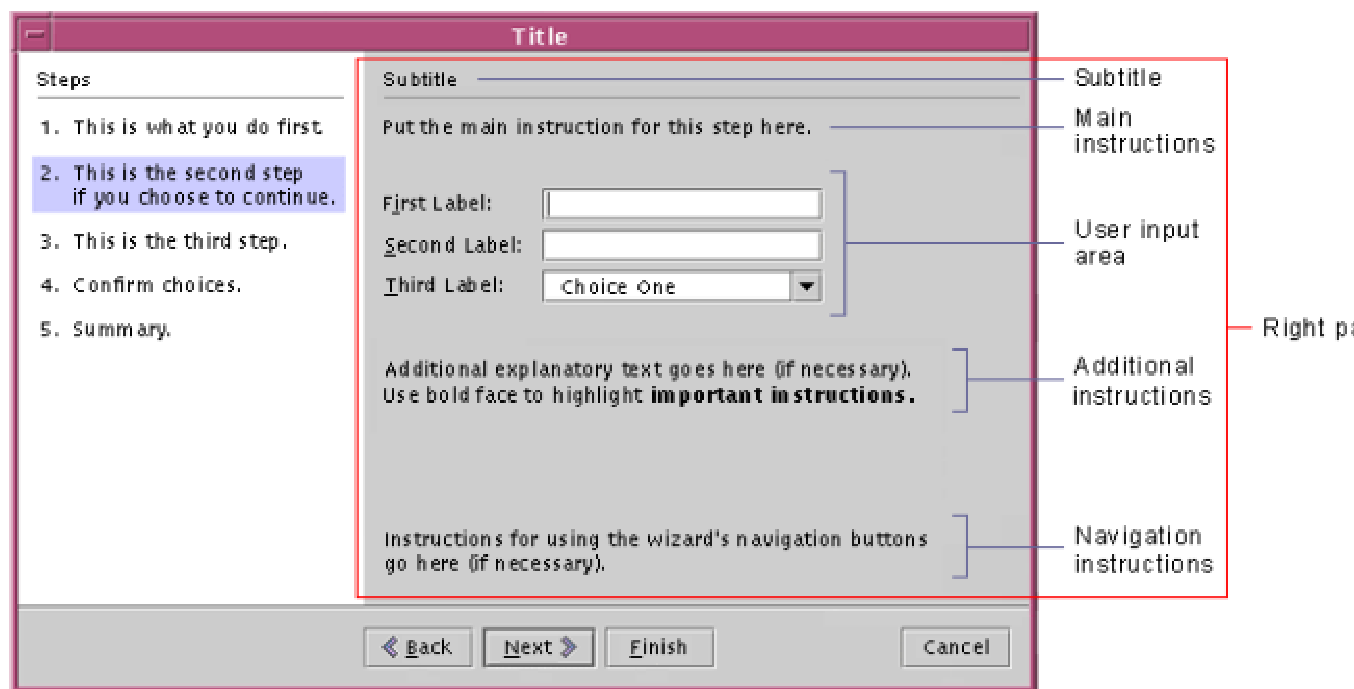 Title
Steps
1. This is what you do first.
2. This is the second step
if you choose to continue.
3. This is the third step.
4. Confirm choices.
5. Summary.
Subtitle
Put the main instruction for this step here.
First Label:
Second Label:
Third Label: Choice One
Additional explanatory text goes here (if necessary).
Use bold face to highlight important instructions.
Instructions for using the wizard's navigation buttons
go here (if necessary).
Back Next Finish Cancel
Subtitle
Main
instructions
User input
area
Additional
instructions
Navigation
instructions
Right